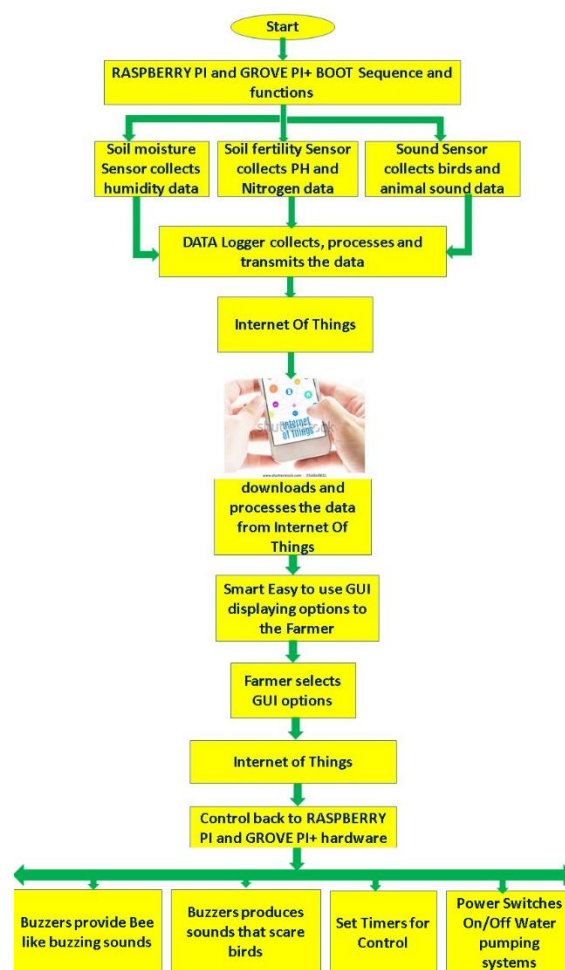 Start
RASPBERRY PI and GROVE PI+ BOOT Sequence and
functions
Soil moisture
Sensor collects
humidity data
Soil fertility Sensor
collects PH and
Nitrogen data
Sound Sensor
collects birds and
animal sound data
DATA Logger collects, processes and
transmits the data
Internet Of Things
Internet
of Things
shutterstock
downloads and
processes the data
from Internet Of
Things
Smart Easy to use GUI
displaying options to
the Farmer
Farmer selects
GUI options
Internet of Things
Control back to RASPBERRY
PI and GROVE PI+ hardware
Buzzers provide Bee
like buzzing sounds
Buzzers produces
sounds that scare
birds
Set Timers for
Control
Power Switches
On/Off Water
pumping
systems